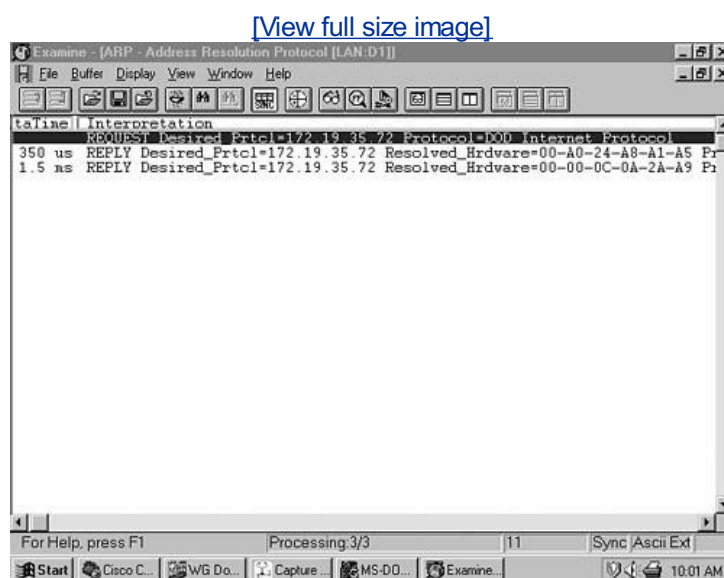 [View full size image]
Examine - [ARP - Address Resolution Protocol [LAN:D1]]
File Buffer Display View Window Help
taTime Interpretation
REQUEST Desired_Prtcl=172.19.35.72 Protocol=DOD Internet Protocol
350 us REPLY Desired_Prtcl=172.19.35.72 Resolved_Hrdware=00-A0-24-A8-A1-A5 Pr
1.5 ms REPLY Desired_Prtcl=172.19.35.72 Resolved_Hrdware=00-00-0C-0A-2A-A9 Pr
For Help, press F1 Processing:3/3 11 Sync Ascii Ext
Start Cisco C... WG Do... Capture ... MS-DO... Examine... 10:01 AM